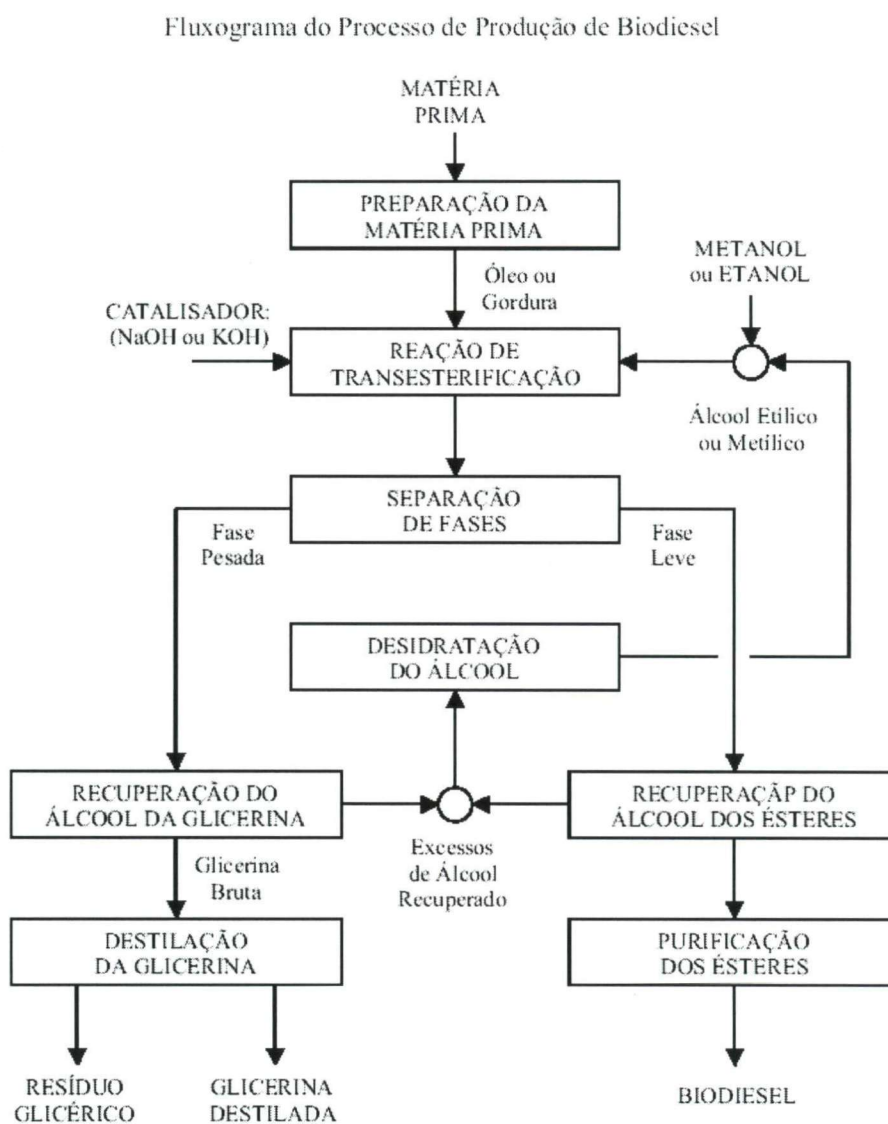 Fluxograma do Processo de Produção de Biodiesel
MATÉRIA
PRIMA
PREPARAÇÃO DA
MATÉRIA PRIMA
Óleo ou
Gordura
METANOL
ou ETANOL
CATALISADOR:
(NaOH ou KOH)
REAÇÃO DE
TRANSESTERIFICAÇÃO
Álcool Etílico
ou Metílico
SEPARAÇÃO
DE FASES
Fase
Pesada
Fase
Leve
DESIDRATAÇÃO
DO ÁLCOOL
RECUPERAÇÃO DO
ÁLCOOL DA GLICERINA
RECUPERAÇÃP DO
ÁLCOOL DOS ÉSTERES
Glicerina
Bruta
Excessos
de Álcool
Recuperado
DESTILAÇÃO
DA GLICERINA
PURIFICAÇÃO
DOS ÉSTERES
RESÍDUO
GLICÉRICO
GLICERINA
DESTILADA
BIODIESEL